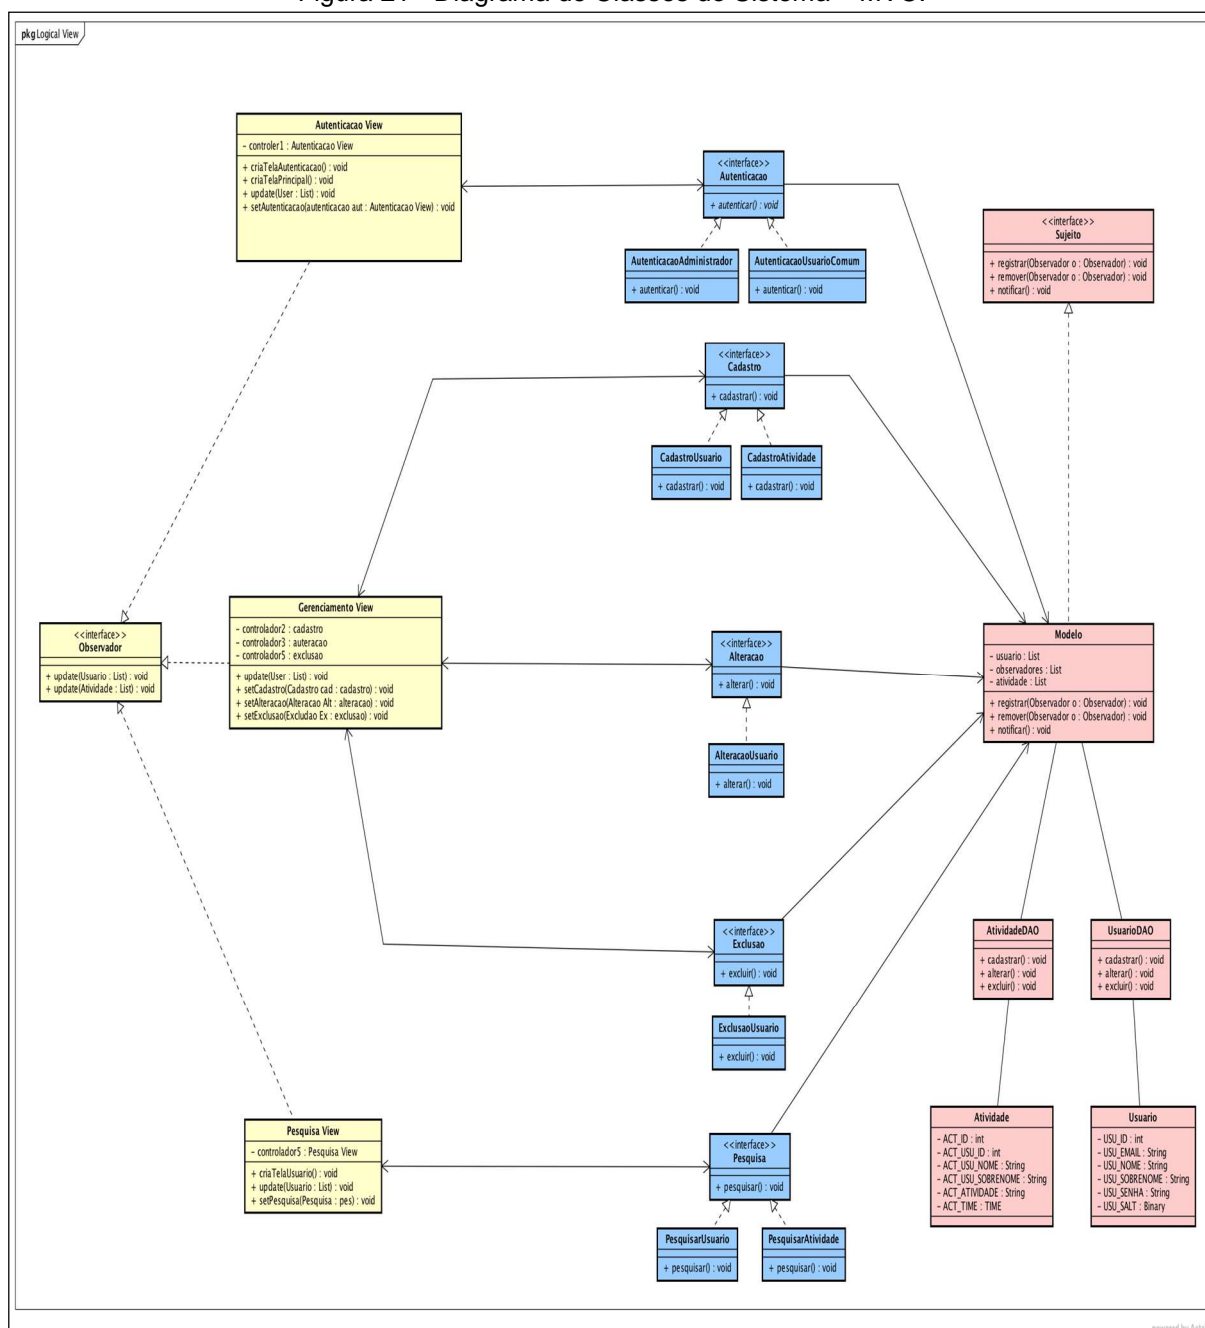 pkg Logical View
Autenticacao View
- controler1 : Autenticacao View
+ criaTelaAutenticacao() : void
+ criaTelaPrincipal() : void
+ update(User : List) : void
+ setAutenticacao(autenticacao aut : Autenticacao View) : void
<<interface>>
Autenticacao
+ autenticar() : void
AutenticacaoAdministrador
+ autenticar() : void
AutenticacaoUsuarioComum
+ autenticar() : void
<<interface>>
Sujeito
+ registrar(Observador o : Observador) : void
+ remover(Observador o : Observador) : void
+ notificar() : void
<<interface>>
Cadastro
+ cadastrar() : void
CadastroUsuario
+ cadastrar() : void
CadastroAtividade
+ cadastrar() : void
<<interface>>
Observador
+ update(Usuario : List) : void
+ update(Atividade : List) : void
Gerenciamento View
- controlador2 : cadastro
- controlador3 : auteracao
- controlador5 : exclusao
+ update(User : List) : void
+ setCadastro(Cadastro cad : cadastro) : void
+ setAlteracao(Alteracao Alt : alteracao) : void
+ setExclusao(Excludao Ex : exclusao) : void
<<interface>>
Alteracao
+ alterar() : void
AlteracaoUsuario
+ alterar() : void
Modelo
- usuario : List
- observadores : List
- atividade : List
+ registrar(Observador o : Observador) : void
+ remover(Observador o : Observador) : void
+ notificar() : void
<<interface>>
Exclusao
+ excluir() : void
ExclusaoUsuario
+ excluir() : void
AtividadeDAO
+ cadastrar() : void
+ alterar() : void
+ excluir() : void
UsuarioDAO
+ cadastrar() : void
+ alterar() : void
+ excluir() : void
Pesquisa View
- controlador5 : Pesquisa View
+ criaTelaUsuario() : void
+ update(Usuario : List) : void
+ setPesquisa(Pesquisa : pes) : void
<<interface>>
Pesquisa
+ pesquisar() : void
PesquisarUsuario
+ pesquisar() : void
PesquisarAtividade
+ pesquisar() : void
Atividade
- ACT_ID : int
- ACT_USU_ID : int
- ACT_USU_NOME : String
- ACT_USU_SOBRENOME : String
- ACT_ATIVIDADE : String
- ACT_TIME : TIME
Usuario
- USU_ID : int
- USU_EMAIL : String
- USU_NOME : String
- USU_SOBRENOME : String
- USU_SENHA : String
- USU_SALT : Binary